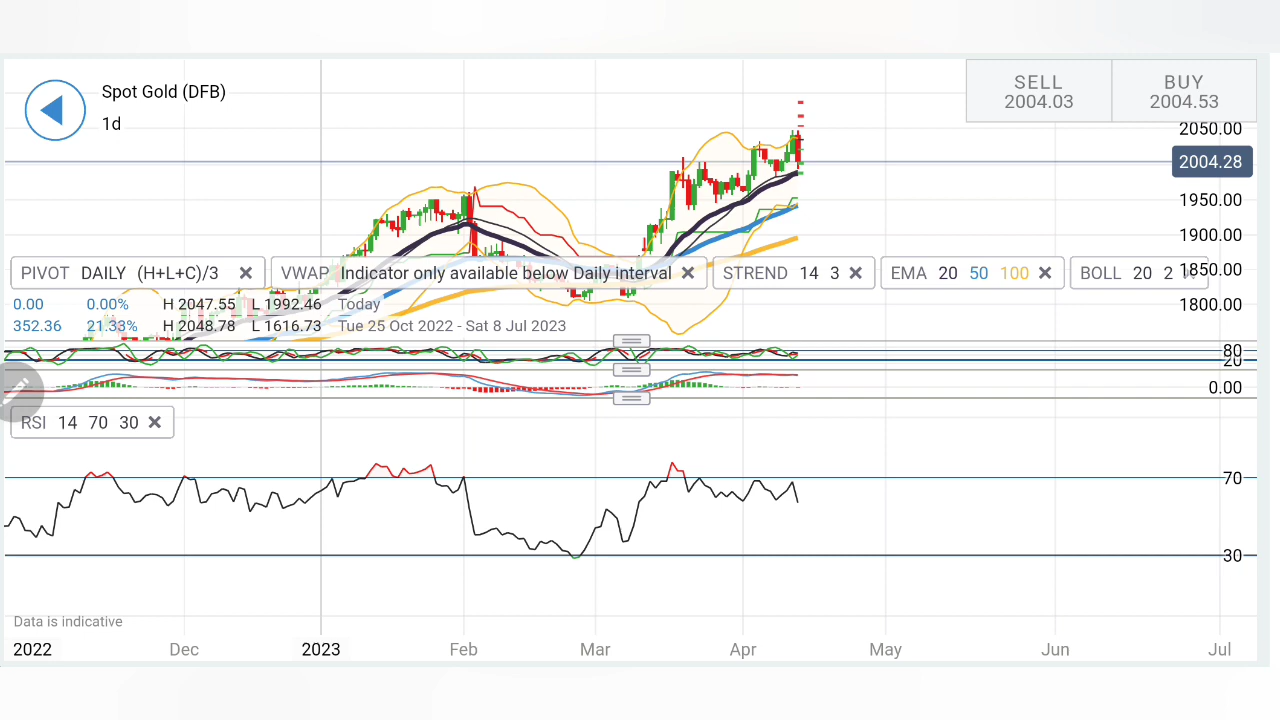 Spot Gold (DFB)
1d
SELL
2004.03
BUY
2004.53
2050.00
2004.28
1950.00
1900.00
1850.00
1800.00
PIVOT DAILY (H+L+C)/3
VWAP Indicator only available below Daily interval
STREND 14 3
EMA 20 50 100
BOLL 20 2
0.00 0.00% H 2047.55 L 1992.46 Today
352.36 21.33% H 2048.78 L 1616.73 Tue 25 Oct 2022 - Sat 8 Jul 2023
80
20
0.00
RSI 14 70 30
70
30
Data is indicative
2022 Dec 2023 Feb Mar Apr May Jun Jul